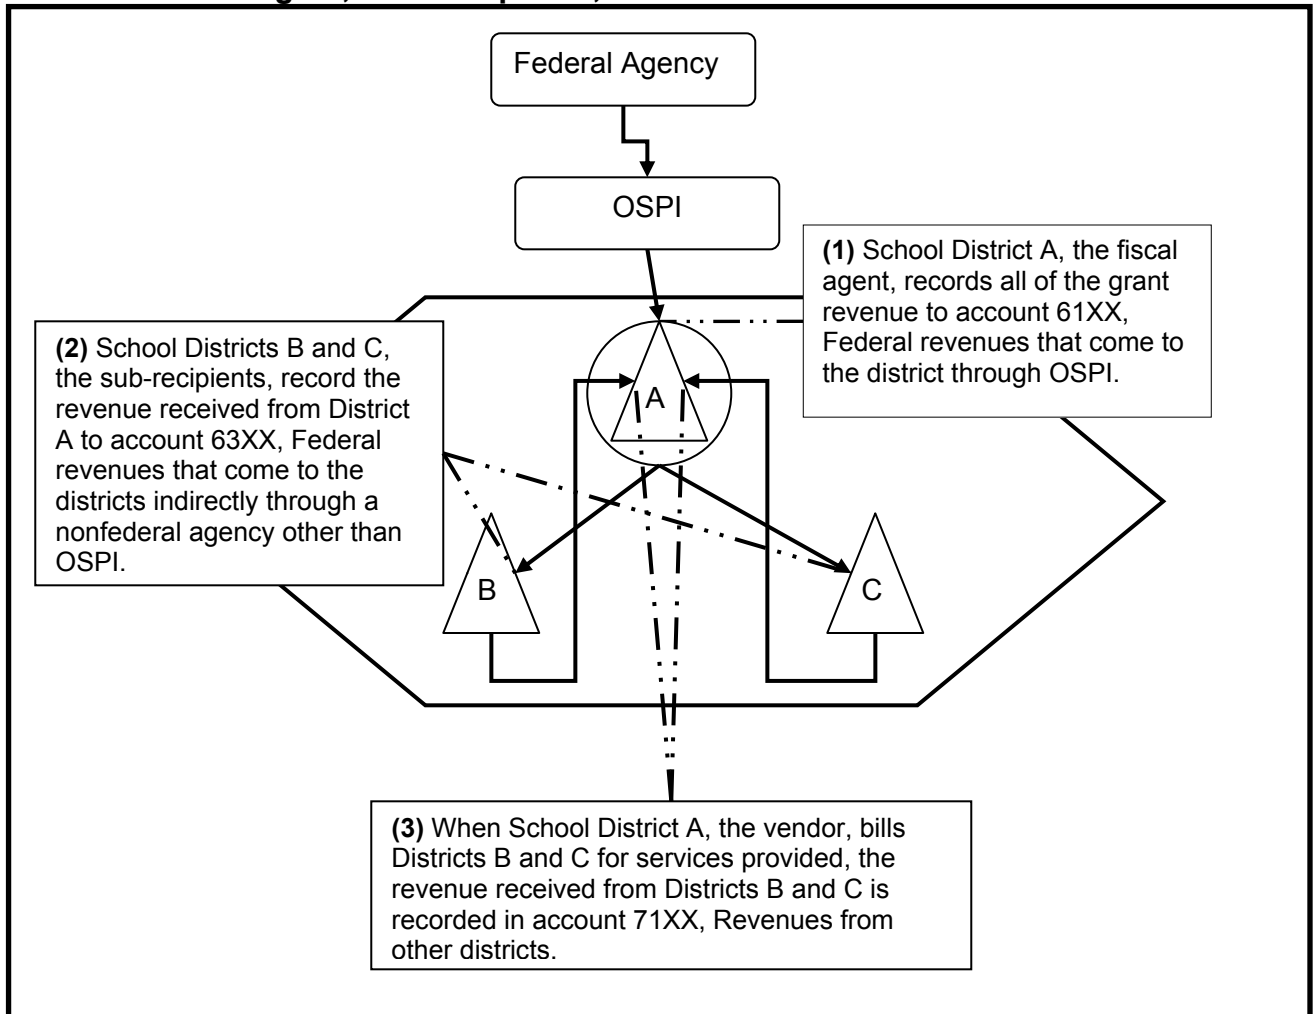 Federal Agency
OSPI
(1) School District A, the fiscal
agent, records all of the grant
revenue to account 61XX,
Federal revenues that come to
the district through OSPI.
(2) School Districts B and C,
the sub-recipients, record the
revenue received from District
A to account 63XX, Federal
revenues that come to the
districts indirectly through a
nonfederal agency other than
OSPI.
A
B
C
(3) When School District A, the vendor, bills
Districts B and C for services provided, the
revenue received from Districts B and C is
recorded in account 71XX, Revenues from
other districts.